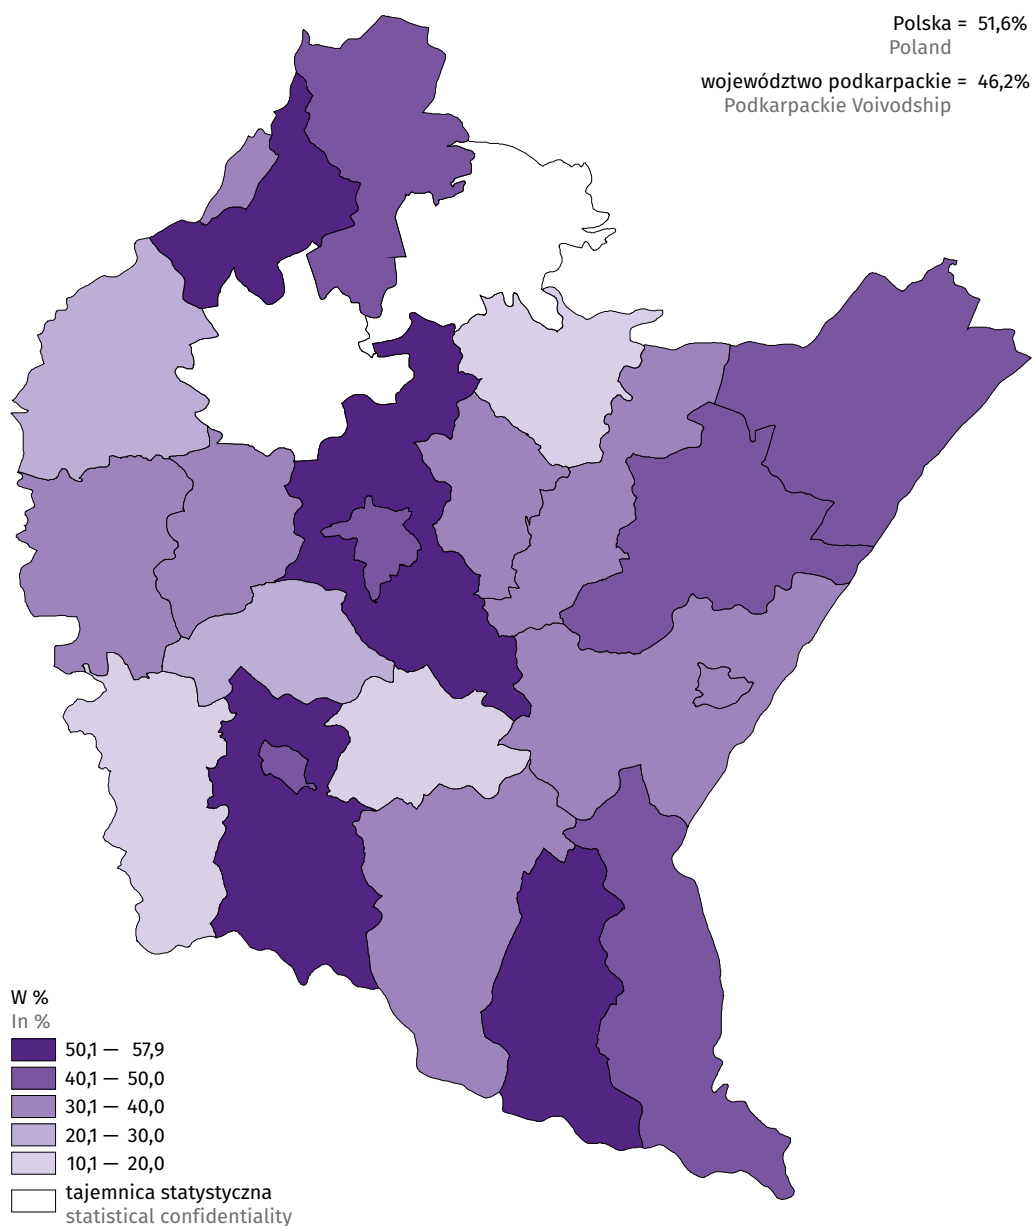 Polska = 51,6%
Poland
województwo podkarpackie = 46,2%
Podkarpackie Voivodship
W %
In %
50,1 — 57,9
40,1 — 50,0
30,1 — 40,0
20,1 — 30,0
10,1 — 20,0
tajemnica statystyczna
statistical confidentiality